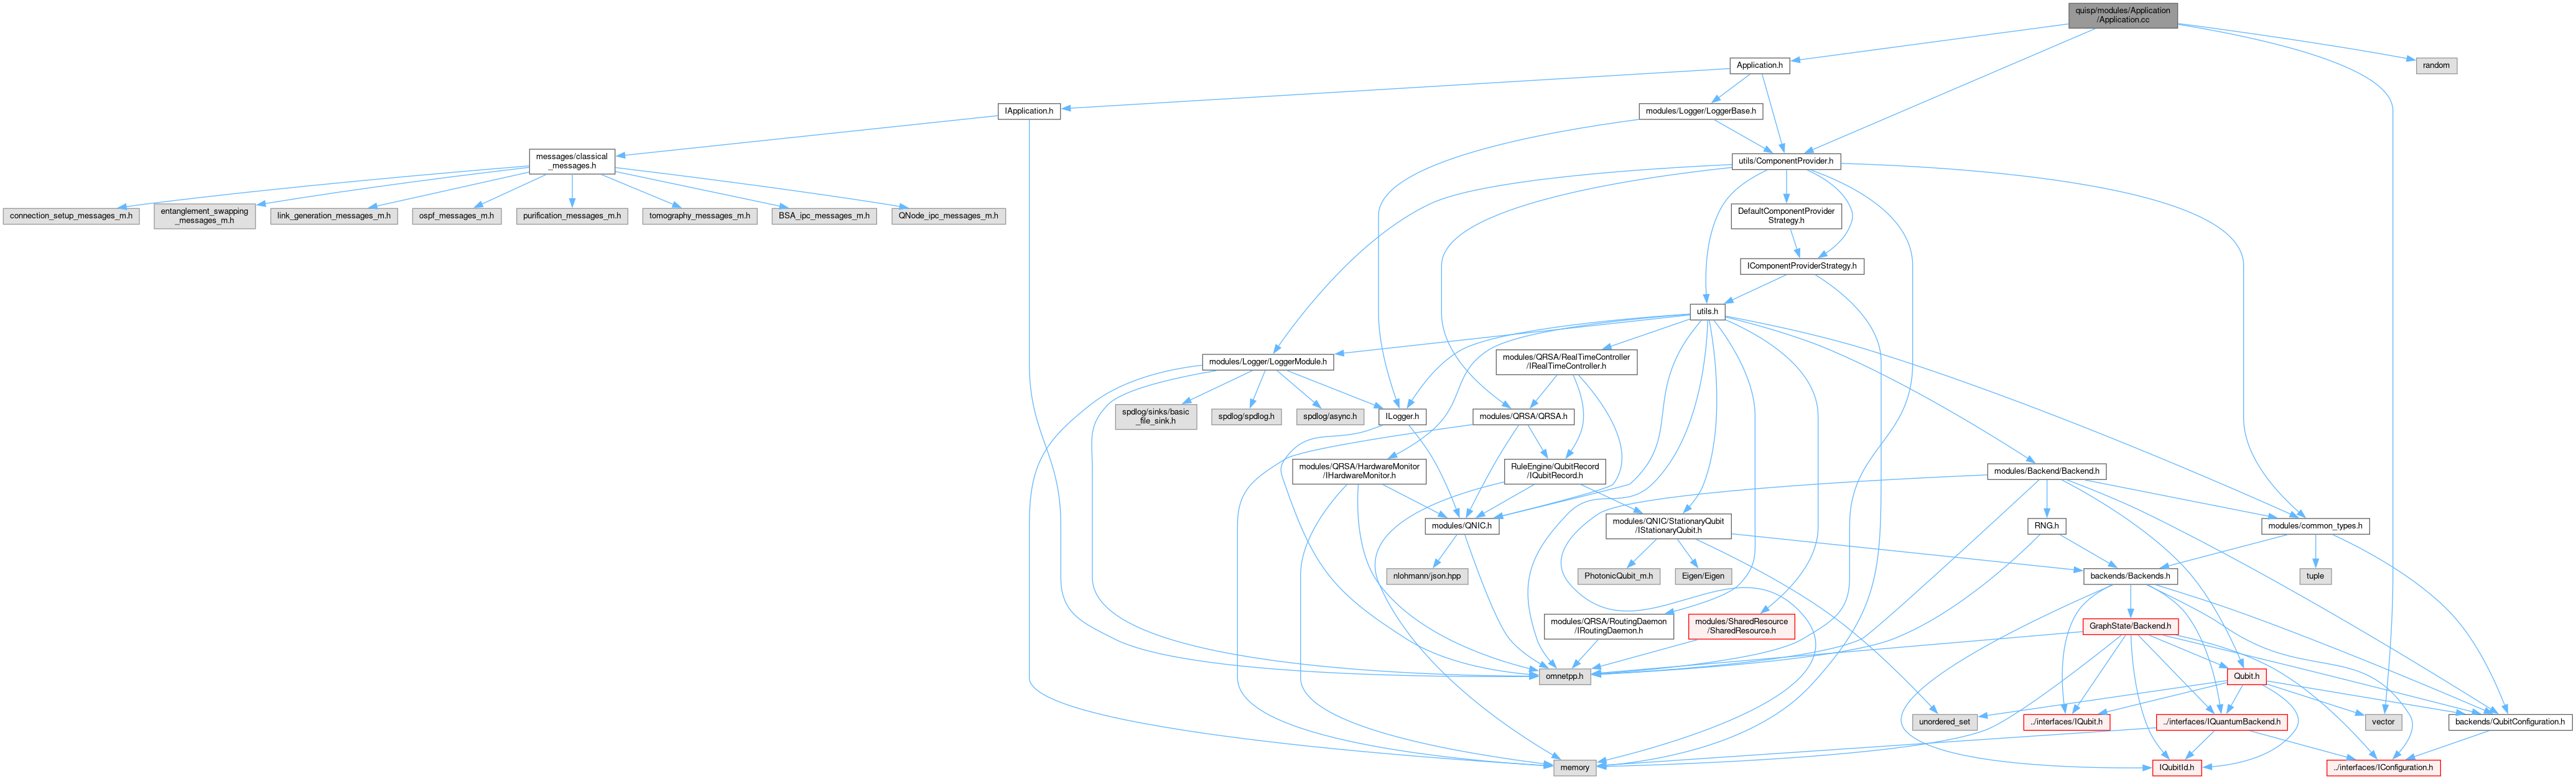 quisp/modules/Application
/Application.cc
Application.h
random
IApplication.h
modules/Logger/LoggerBase.h
messages/classical
_messages.h
utils/ComponentProvider.h
connection_setup_messages_m.h
entanglement_swapping
_messages_m.h
link_generation_messages_m.h
ospf_messages_m.h
purification_messages_m.h
tomography_messages_m.h
BSA_ipc_messages_m.h
QNode_ipc_messages_m.h
DefaultComponentProvider
Strategy.h
IComponentProviderStrategy.h
utils.h
modules/Logger/LoggerModule.h
modules/QRSA/RealTimeController
/IRealTimeController.h
spdlog/sinks/basic
_file_sink.h
spdlog/spdlog.h
spdlog/async.h
ILogger.h
modules/QRSA/QRSA.h
modules/QRSA/HardwareMonitor
/IHardwareMonitor.h
RuleEngine/QubitRecord
/IQubitRecord.h
modules/Backend/Backend.h
modules/QNIC.h
modules/QNIC/StationaryQubit
/IStationaryQubit.h
RNG.h
modules/common_types.h
nlohmann/json.hpp
PhotonicQubit_m.h
Eigen/Eigen
backends/Backends.h
tuple
modules/QRSA/RoutingDaemon
/IRoutingDaemon.h
modules/SharedResource
/SharedResource.h
GraphState/Backend.h
omnetpp.h
Qubit.h
unordered_set
../interfaces/IQubit.h
../interfaces/IQuantumBackend.h
vector
backends/QubitConfiguration.h
memory
IQubitId.h
../interfaces/IConfiguration.h